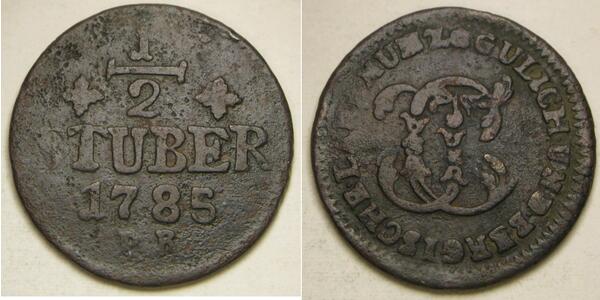 1
2
STUBER
1785
P R
GULICH UND BERGISCHE